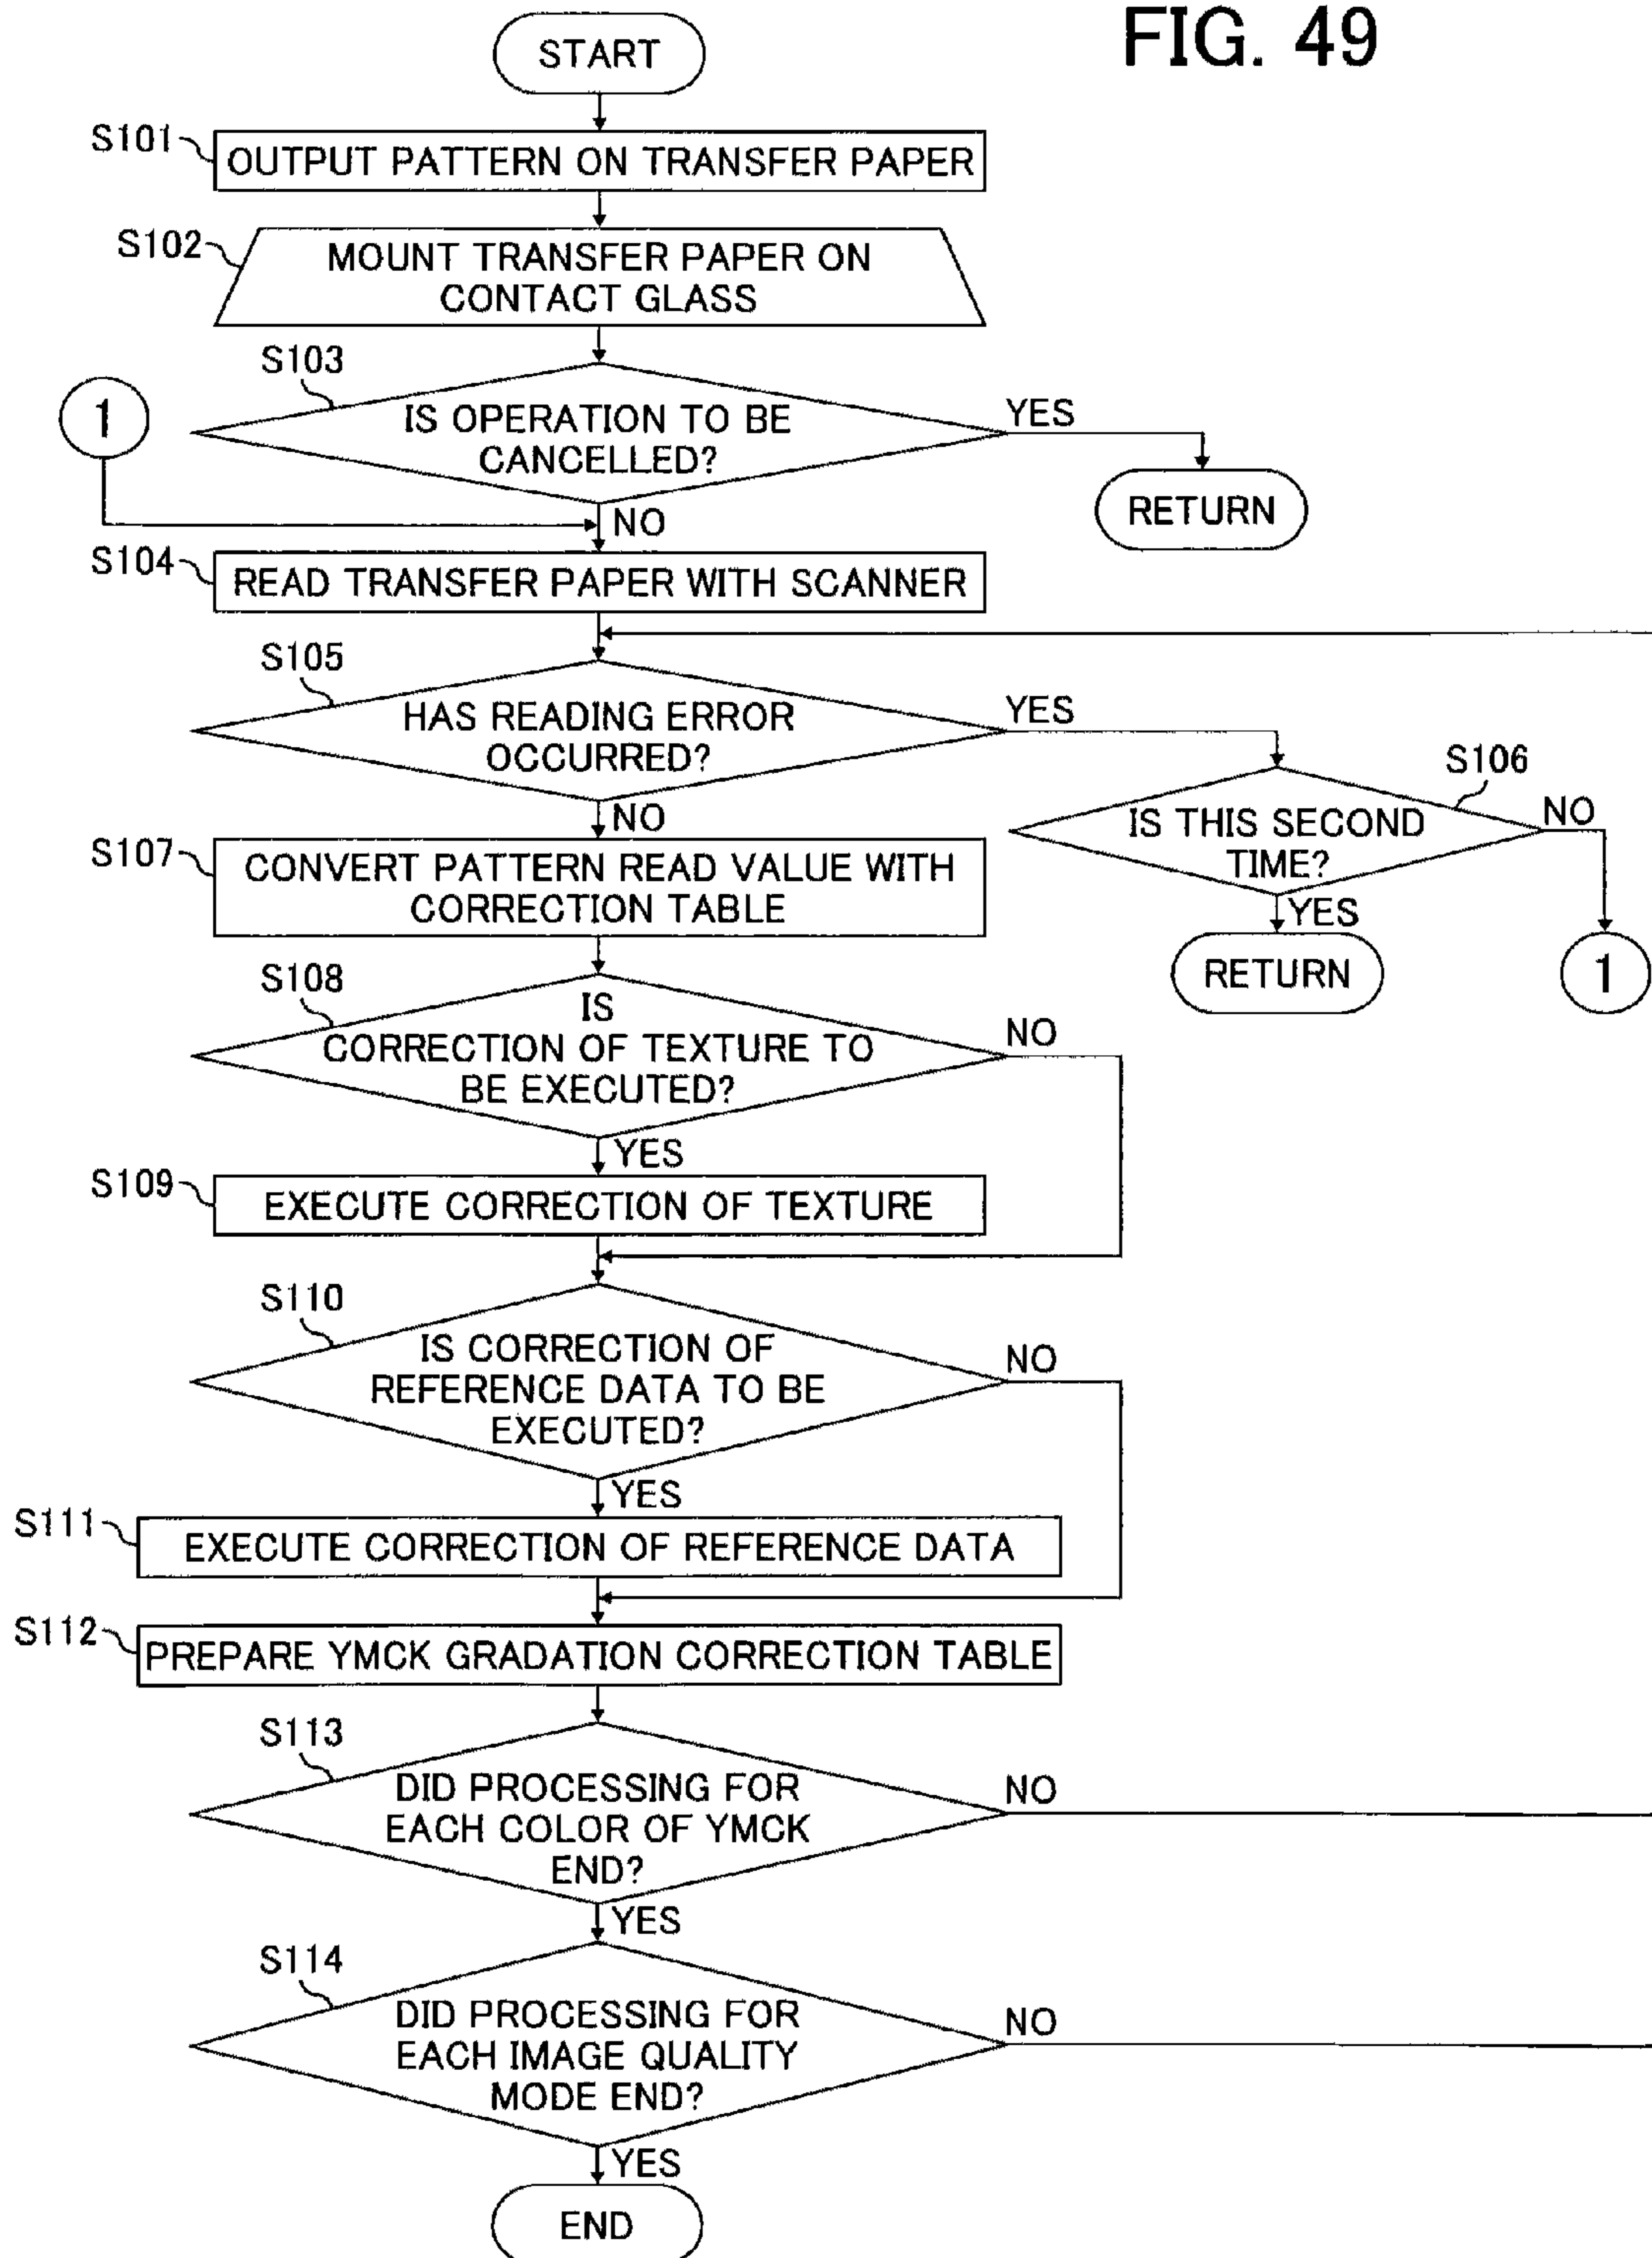 FIG. 49
START
S101
OUTPUT PATTERN ON TRANSFER PAPER
S102
MOUNT TRANSFER PAPER ON
CONTACT GLASS
S103
1
IS OPERATION TO BE
CANCELLED?
YES
RETURN
NO
S104
READ TRANSFER PAPER WITH SCANNER
S105
HAS READING ERROR
OCCURRED?
YES
S106
IS THIS SECOND
TIME?
NO
YES
RETURN
1
NO
S107
CONVERT PATTERN READ VALUE WITH
CORRECTION TABLE
S108
IS
CORRECTION OF TEXTURE TO
BE EXECUTED?
NO
YES
S109
EXECUTE CORRECTION OF TEXTURE
S110
IS CORRECTION OF
REFERENCE DATA TO BE
EXECUTED?
NO
YES
S111
EXECUTE CORRECTION OF REFERENCE DATA
S112
PREPARE YMCK GRADATION CORRECTION TABLE
S113
DID PROCESSING FOR
EACH COLOR OF YMCK
END?
NO
YES
S114
DID PROCESSING FOR
EACH IMAGE QUALITY
MODE END?
NO
YES
END